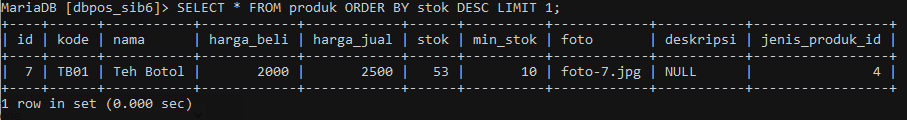 MariaDB [dbpos_sib6]> SELECT * FROM produk ORDER BY stok DESC LIMIT 1;
+----+------+-----------+------------+------------+------+----------+------------+-----------+-----------------+
| id | kode | nama      | harga_beli | harga_jual | stok | min_stok | foto       | deskripsi | jenis_produk_id |
+----+------+-----------+------------+------------+------+----------+------------+-----------+-----------------+
|  7 | TB01 | Teh Botol |       2000 |       2500 |   53 |       10 | foto-7.jpg | NULL      |               4 |
+----+------+-----------+------------+------------+------+----------+------------+-----------+-----------------+
1 row in set (0.000 sec)